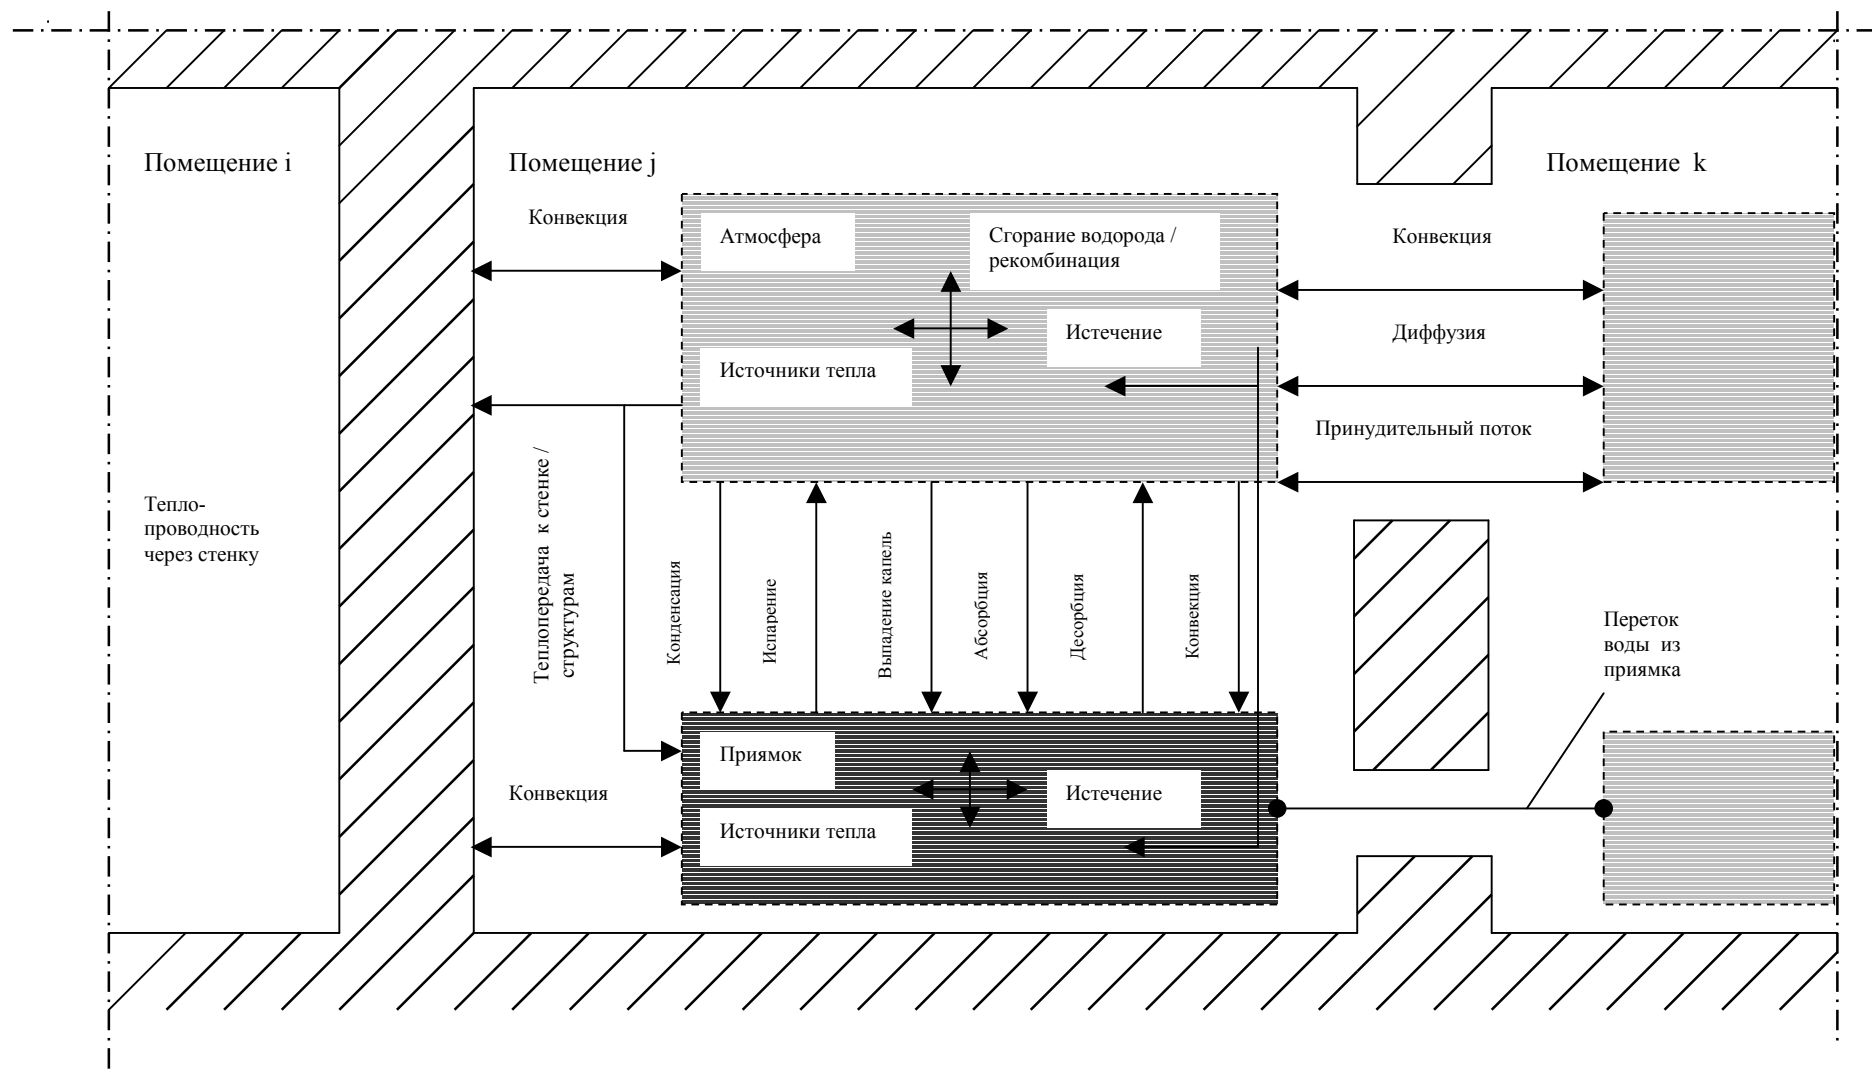 Помещение i
Помещение j
Помещение k
Конвекция
Атмосфера
Сгорание водорода /
рекомбинация
Конвекция
Истечение
Диффузия
Источники тепла
Принудительный поток
Тепло-
проводность
через стенку
Теплопередача к стенке /
структурам
Конденсация
Испарение
Выпадение капель
Абсорбция
Десорбция
Конвекция
Переток
воды из
приямка
Приямок
Конвекция
Истечение
Источники тепла